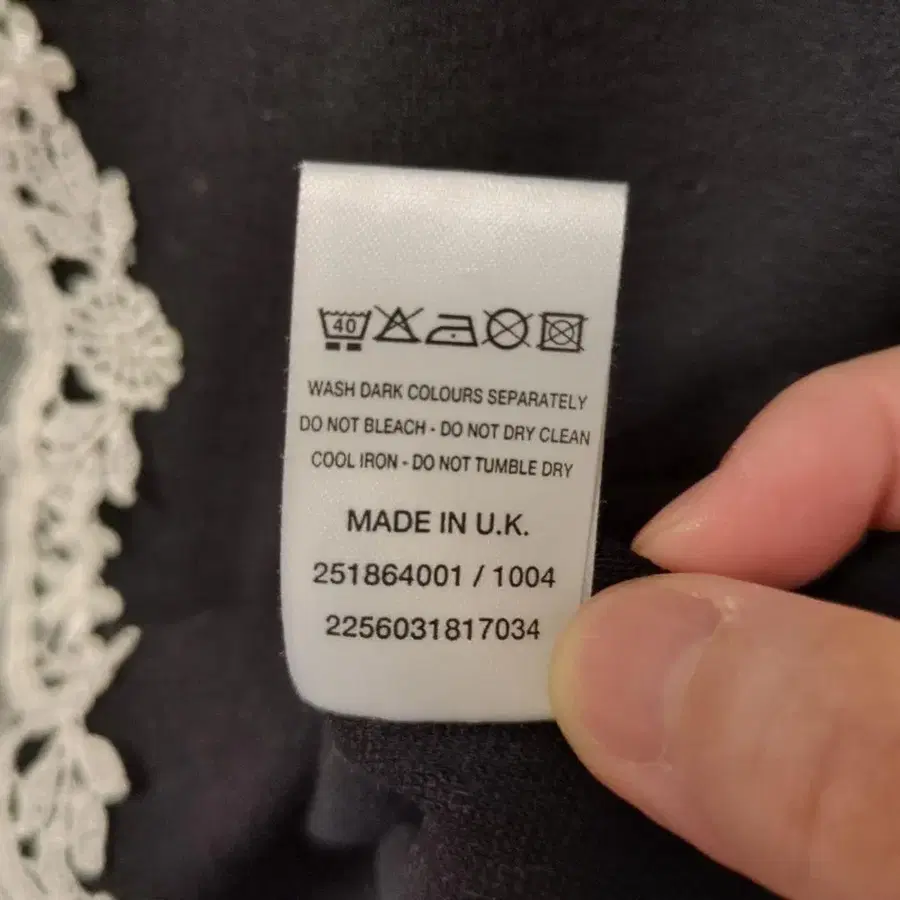 40
WASH DARK COLOURS SEPARATELY
DO NOT BLEACH - DO NOT DRY CLEAN
COOL IRON - DO NOT TUMBLE DRY
MADE IN U.K.
251864001 / 1004
2256031817034